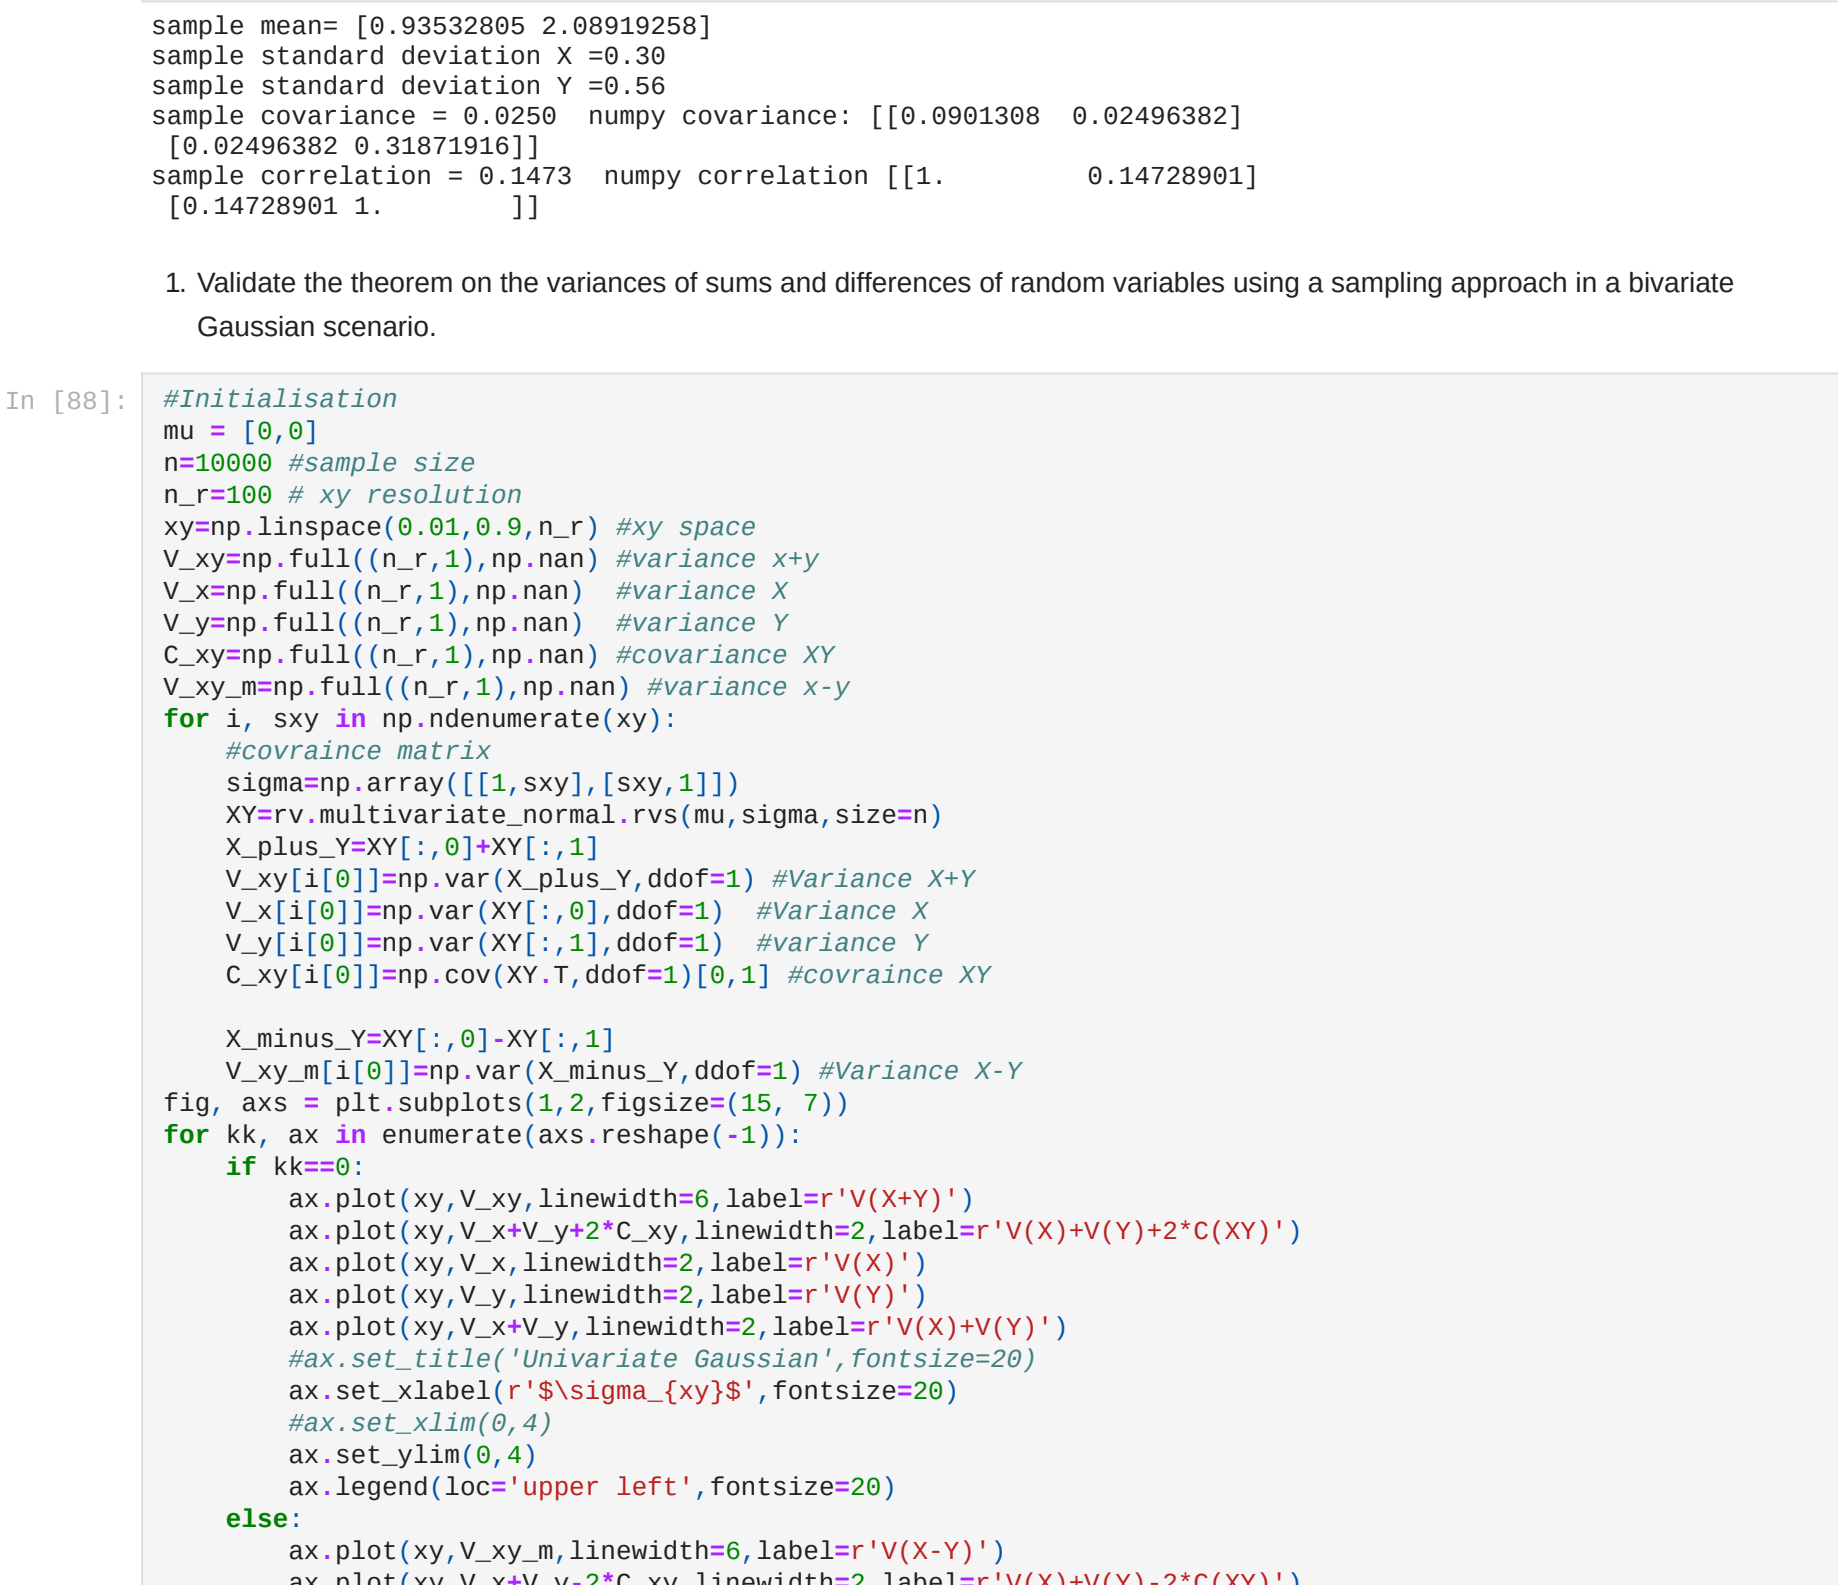 sample mean= [0.93532805 2.08919258]
sample standard deviation X =0.30
sample standard deviation Y =0.56
sample covariance = 0.0250  numpy covariance: [[0.0901308  0.02496382]
 [0.02496382 0.31871916]]
sample correlation = 0.1473  numpy correlation [[1.         0.14728901]
 [0.14728901 1.        ]]
1. Validate the theorem on the variances of sums and differences of random variables using a sampling approach in a bivariate
Gaussian scenario.
In [88]:
#Initialisation
mu = [0,0]
n=10000 #sample size
n_r=100 # xy resolution
xy=np.linspace(0.01,0.9,n_r) #xy space
V_xy=np.full((n_r,1),np.nan) #variance x+y
V_x=np.full((n_r,1),np.nan)  #variance X
V_y=np.full((n_r,1),np.nan)  #variance Y
C_xy=np.full((n_r,1),np.nan) #covariance XY
V_xy_m=np.full((n_r,1),np.nan) #variance x-y
for i, sxy in np.ndenumerate(xy):
    #covraince matrix
    sigma=np.array([[1,sxy],[sxy,1]])
    XY=rv.multivariate_normal.rvs(mu,sigma,size=n)
    X_plus_Y=XY[:,0]+XY[:,1]
    V_xy[i[0]]=np.var(X_plus_Y,ddof=1) #Variance X+Y
    V_x[i[0]]=np.var(XY[:,0],ddof=1)  #Variance X
    V_y[i[0]]=np.var(XY[:,1],ddof=1)  #variance Y
    C_xy[i[0]]=np.cov(XY.T,ddof=1)[0,1] #covraince XY
    X_minus_Y=XY[:,0]-XY[:,1]
    V_xy_m[i[0]]=np.var(X_minus_Y,ddof=1) #Variance X-Y
fig, axs = plt.subplots(1,2,figsize=(15, 7))
for kk, ax in enumerate(axs.reshape(-1)):
    if kk==0:
        ax.plot(xy,V_xy,linewidth=6,label=r'V(X+Y)')
        ax.plot(xy,V_x+V_y+2*C_xy,linewidth=2,label=r'V(X)+V(Y)+2*C(XY)')
        ax.plot(xy,V_x,linewidth=2,label=r'V(X)')
        ax.plot(xy,V_y,linewidth=2,label=r'V(Y)')
        ax.plot(xy,V_x+V_y,linewidth=2,label=r'V(X)+V(Y)')
        #ax.set_title('Univariate Gaussian',fontsize=20)
        ax.set_xlabel(r'$\sigma_{xy}$',fontsize=20)
        #ax.set_xlim(0,4)
        ax.set_ylim(0,4)
        ax.legend(loc='upper left',fontsize=20)
    else:
        ax.plot(xy,V_xy_m,linewidth=6,label=r'V(X-Y)')
        ax.plot(xy,V_x+V_y-2*C_xy,linewidth=2,label=r'V(X)+V(Y)-2*C(XY)')